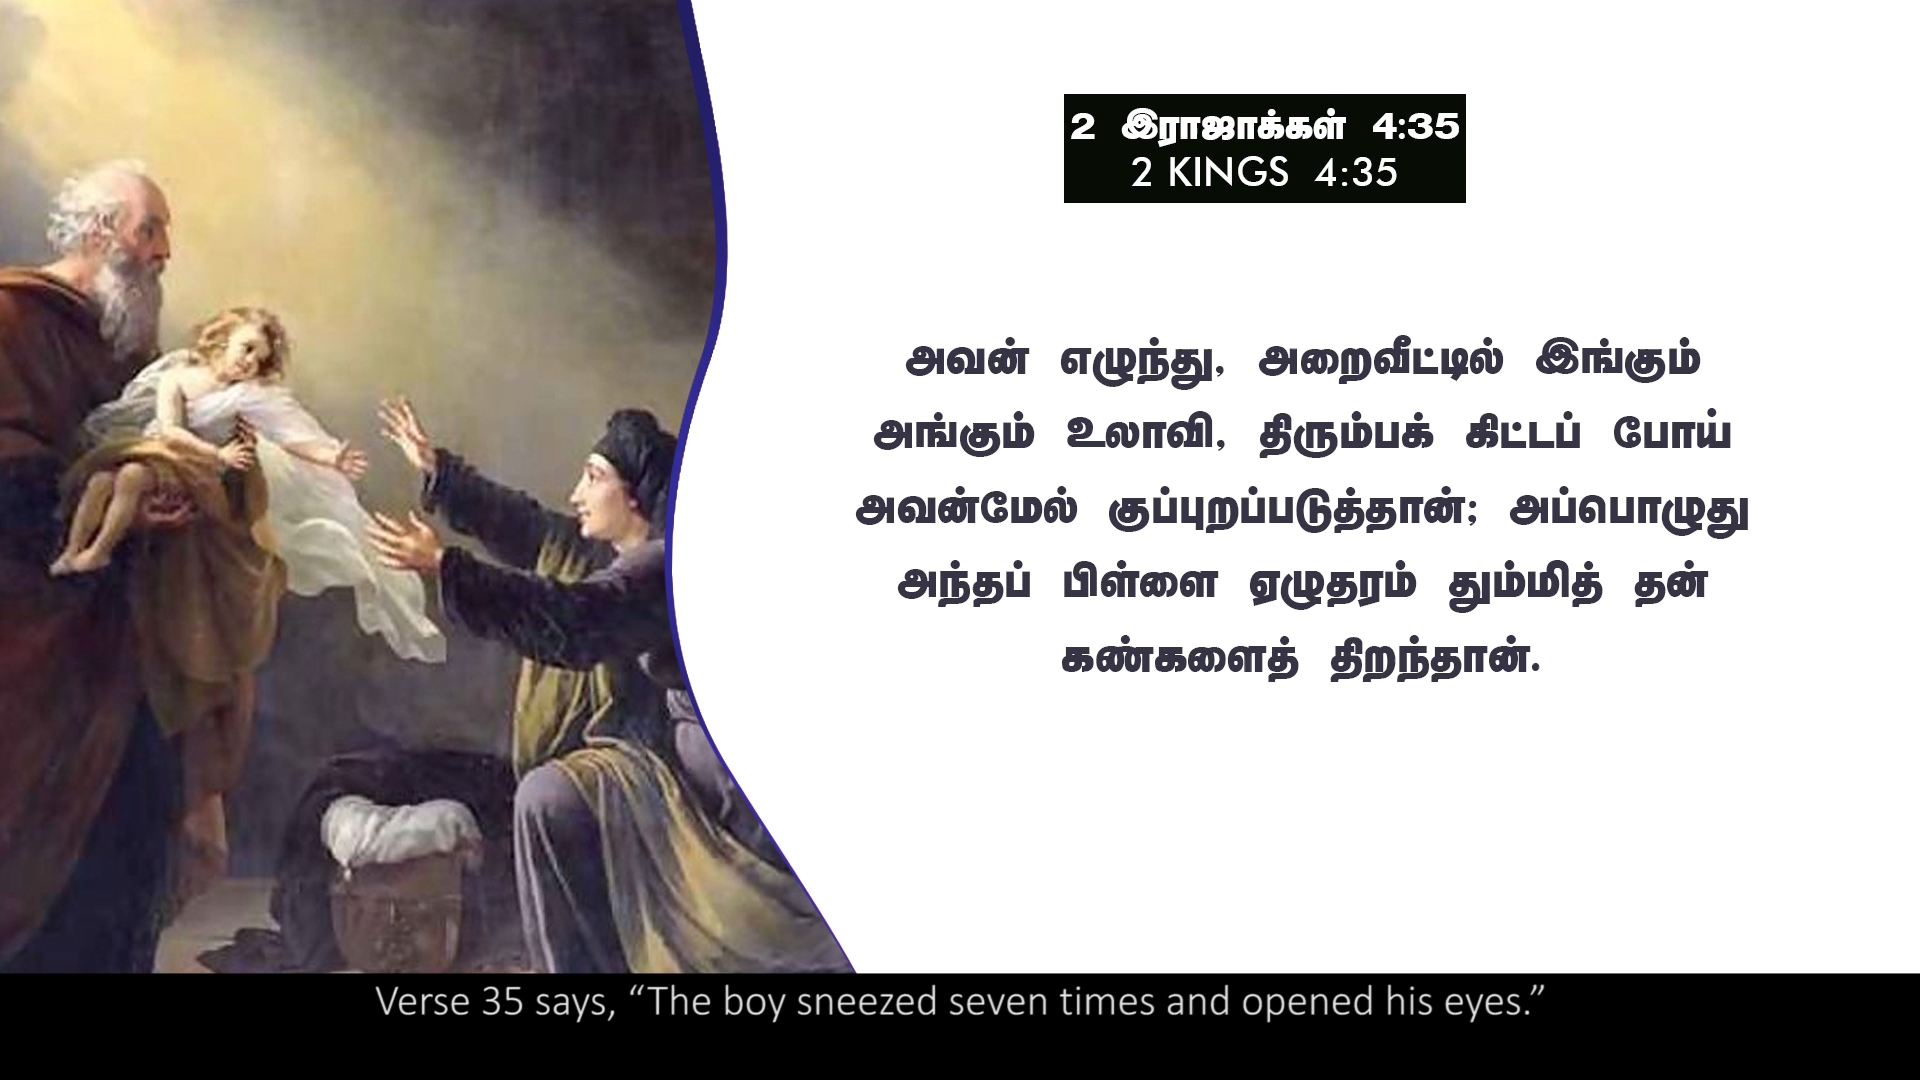 2 இராஜாக்கள் 4:35
2 KINGS 4:35
அவன் எழுந்து, அறைவீட்டில் இங்கும்
அங்கும் உலாவி, திரும்பக் கிட்டப் போய்
அவன்மேல் குப்புறப்படுத்தான்; அப்பொழுது
அந்தப் பிள்ளை ஏழுதரம் தும்மித் தன்
கண்களைத் திறந்தான்.
Verse 35 says, “The boy sneezed seven times and opened his eyes.”